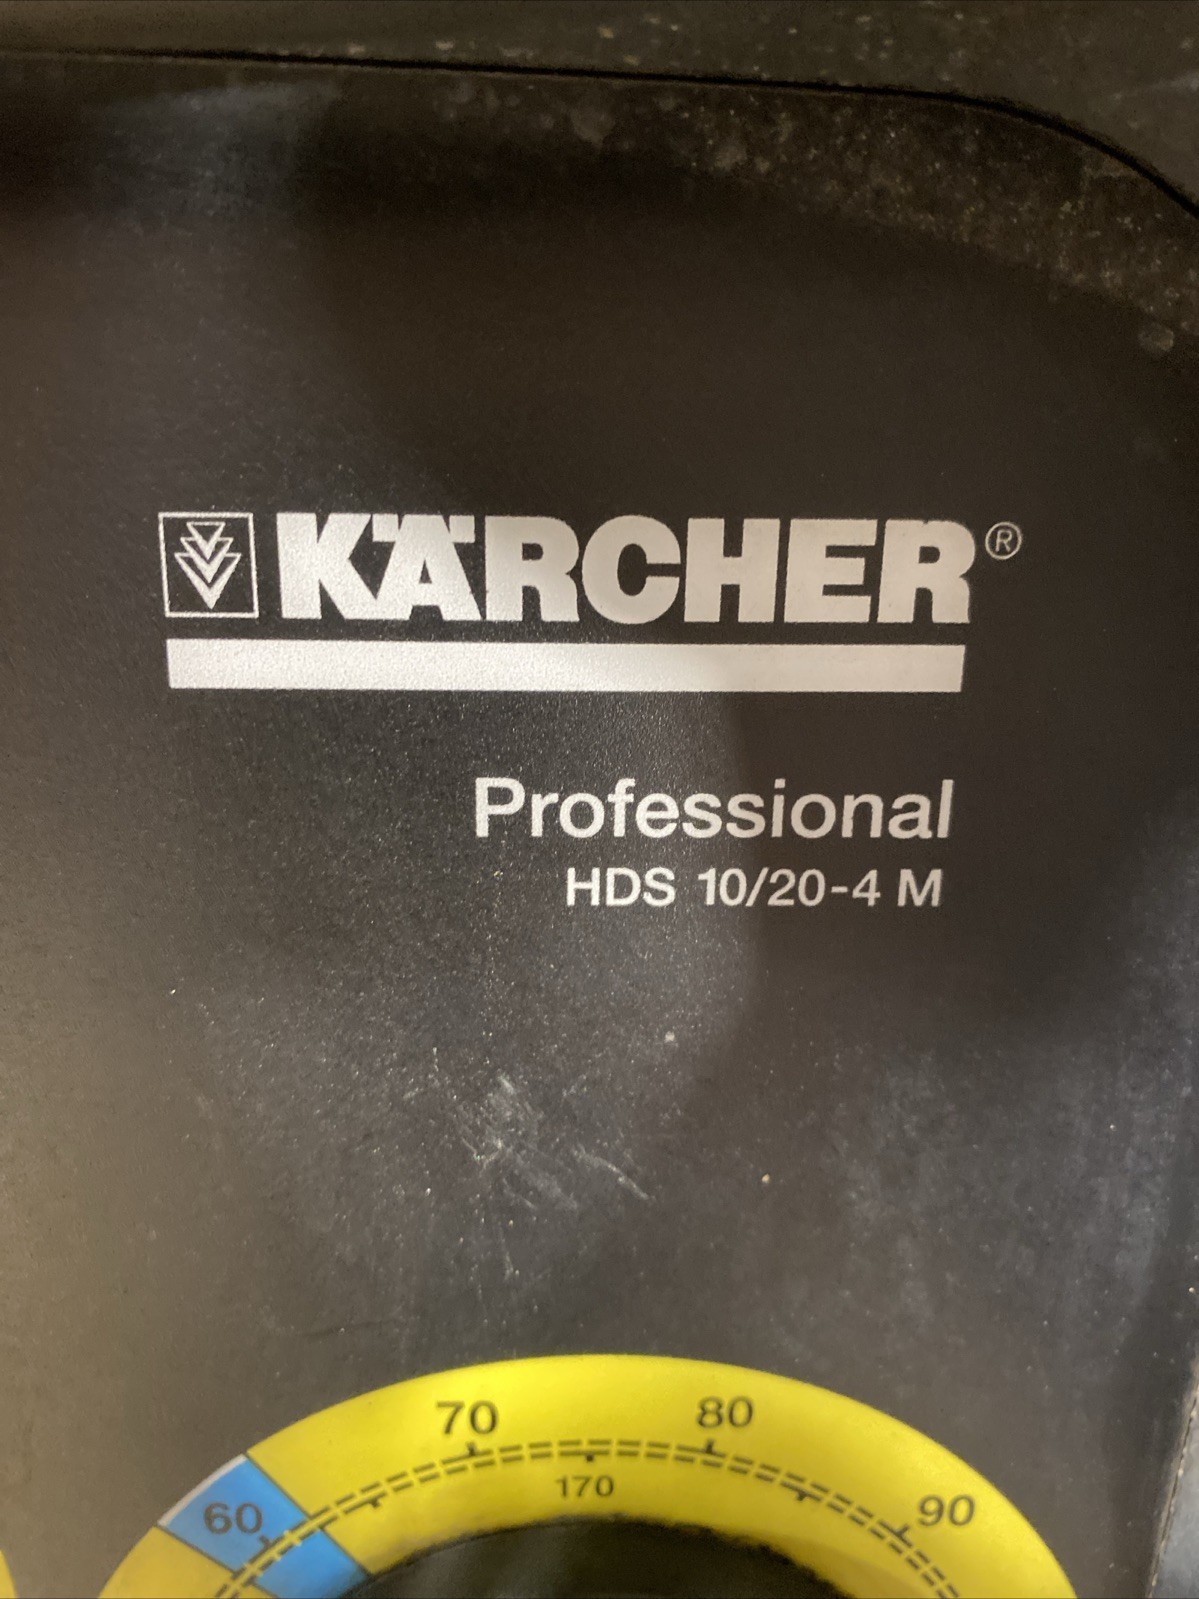 KÄRCHER®
Professional
HDS 10/20-4 M
70 80
60 170 90